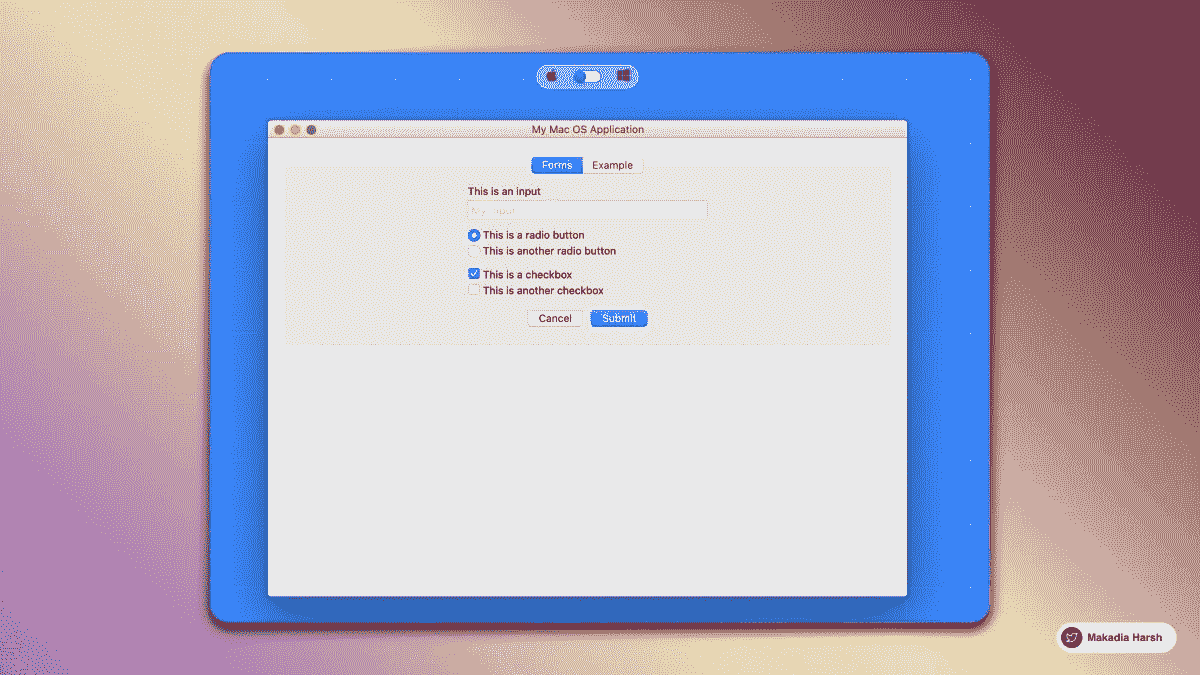 My Mac OS Application
Forms Example
This is an input
My input
This is a radio button
This is another radio button
This is a checkbox
This is another checkbox
Cancel Submit
Makadia Harsh